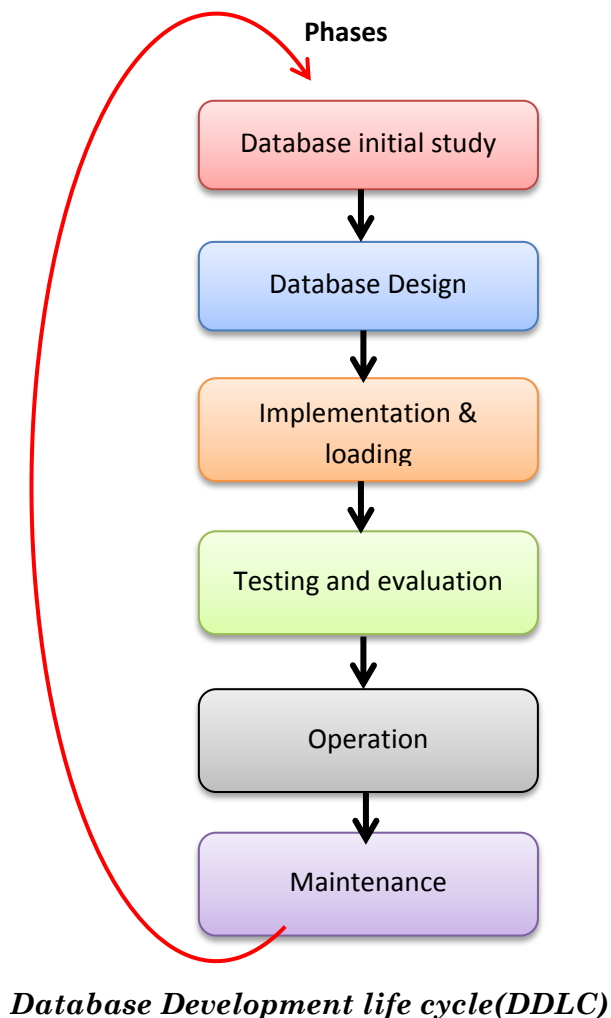 Phases
Database initial study
Database Design
Implementation &
loading
Testing and evaluation
Operation
Maintenance
Database Development life cycle(DDLC)